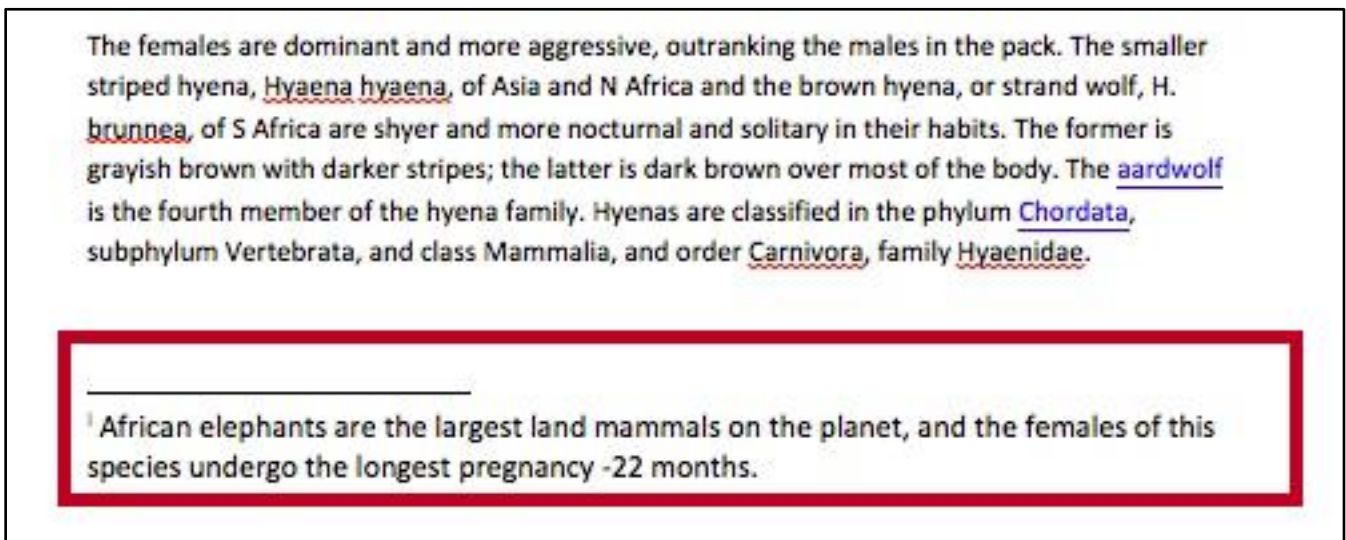 The females are dominant and more aggressive, outranking the males in the pack. The smaller
striped hyena, Hyaena hyaena, of Asia and N Africa and the brown hyena, or strand wolf, H.
brunnea, of S Africa are shyer and more nocturnal and solitary in their habits. The former is
grayish brown with darker stripes; the latter is dark brown over most of the body. The aardwolf
is the fourth member of the hyena family. Hyenas are classified in the phylum Chordata,
subphylum Vertebrata, and class Mammalia, and order Carnivora, family Hyaenidae.
¹ African elephants are the largest land mammals on the planet, and the females of this
species undergo the longest pregnancy -22 months.